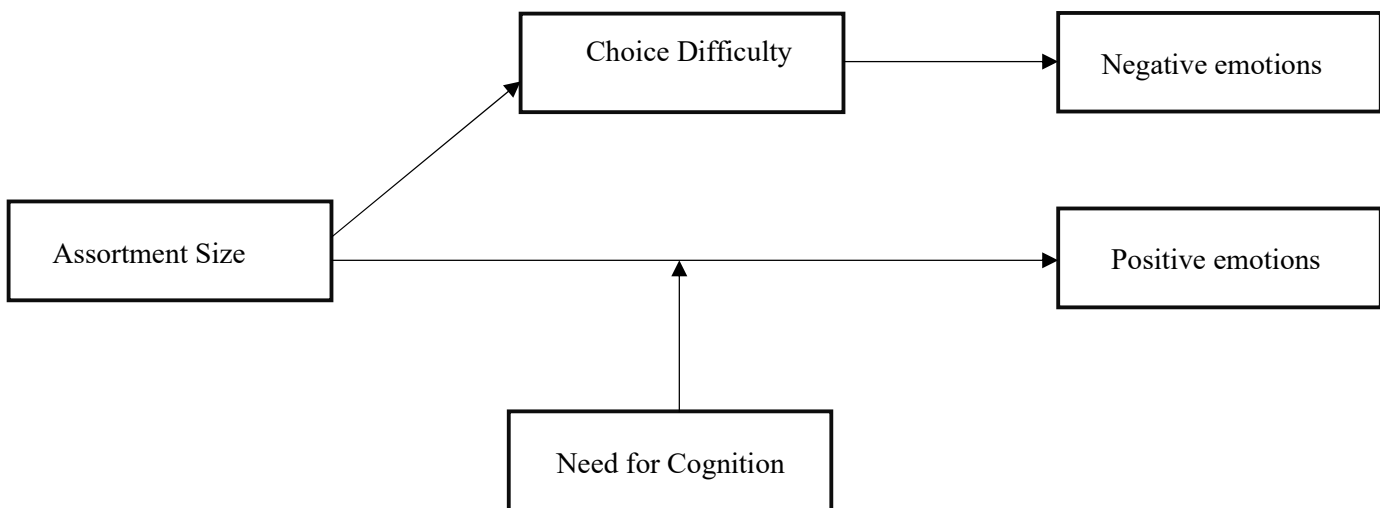 Choice Difficulty
Negative emotions
Assortment Size
Positive emotions
Need for Cognition